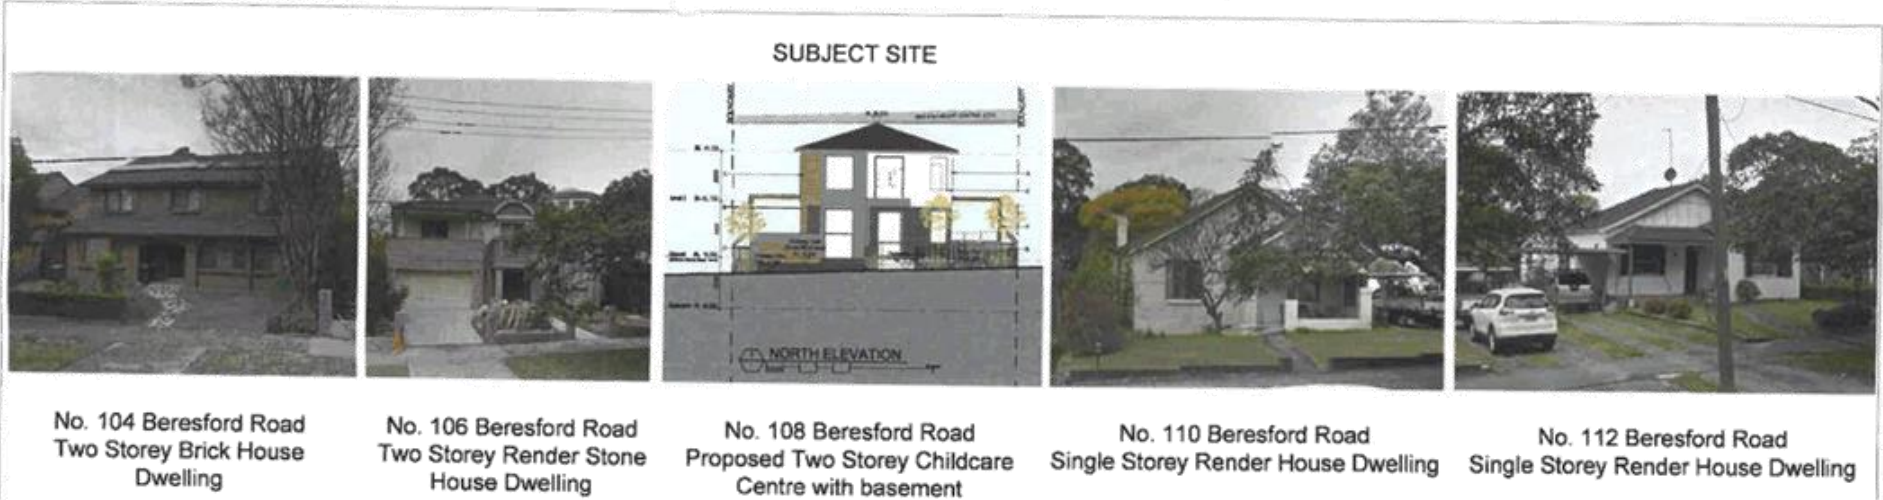 SUBJECT SITE
NORTH ELEVATION
No. 104 Beresford Road
Two Storey Brick House
Dwelling
No. 106 Beresford Road
Two Storey Render Stone
House Dwelling
No. 108 Beresford Road
Proposed Two Storey Childcare
Centre with basement
No. 110 Beresford Road
Single Storey Render House Dwelling
No. 112 Beresford Road
Single Storey Render House Dwelling